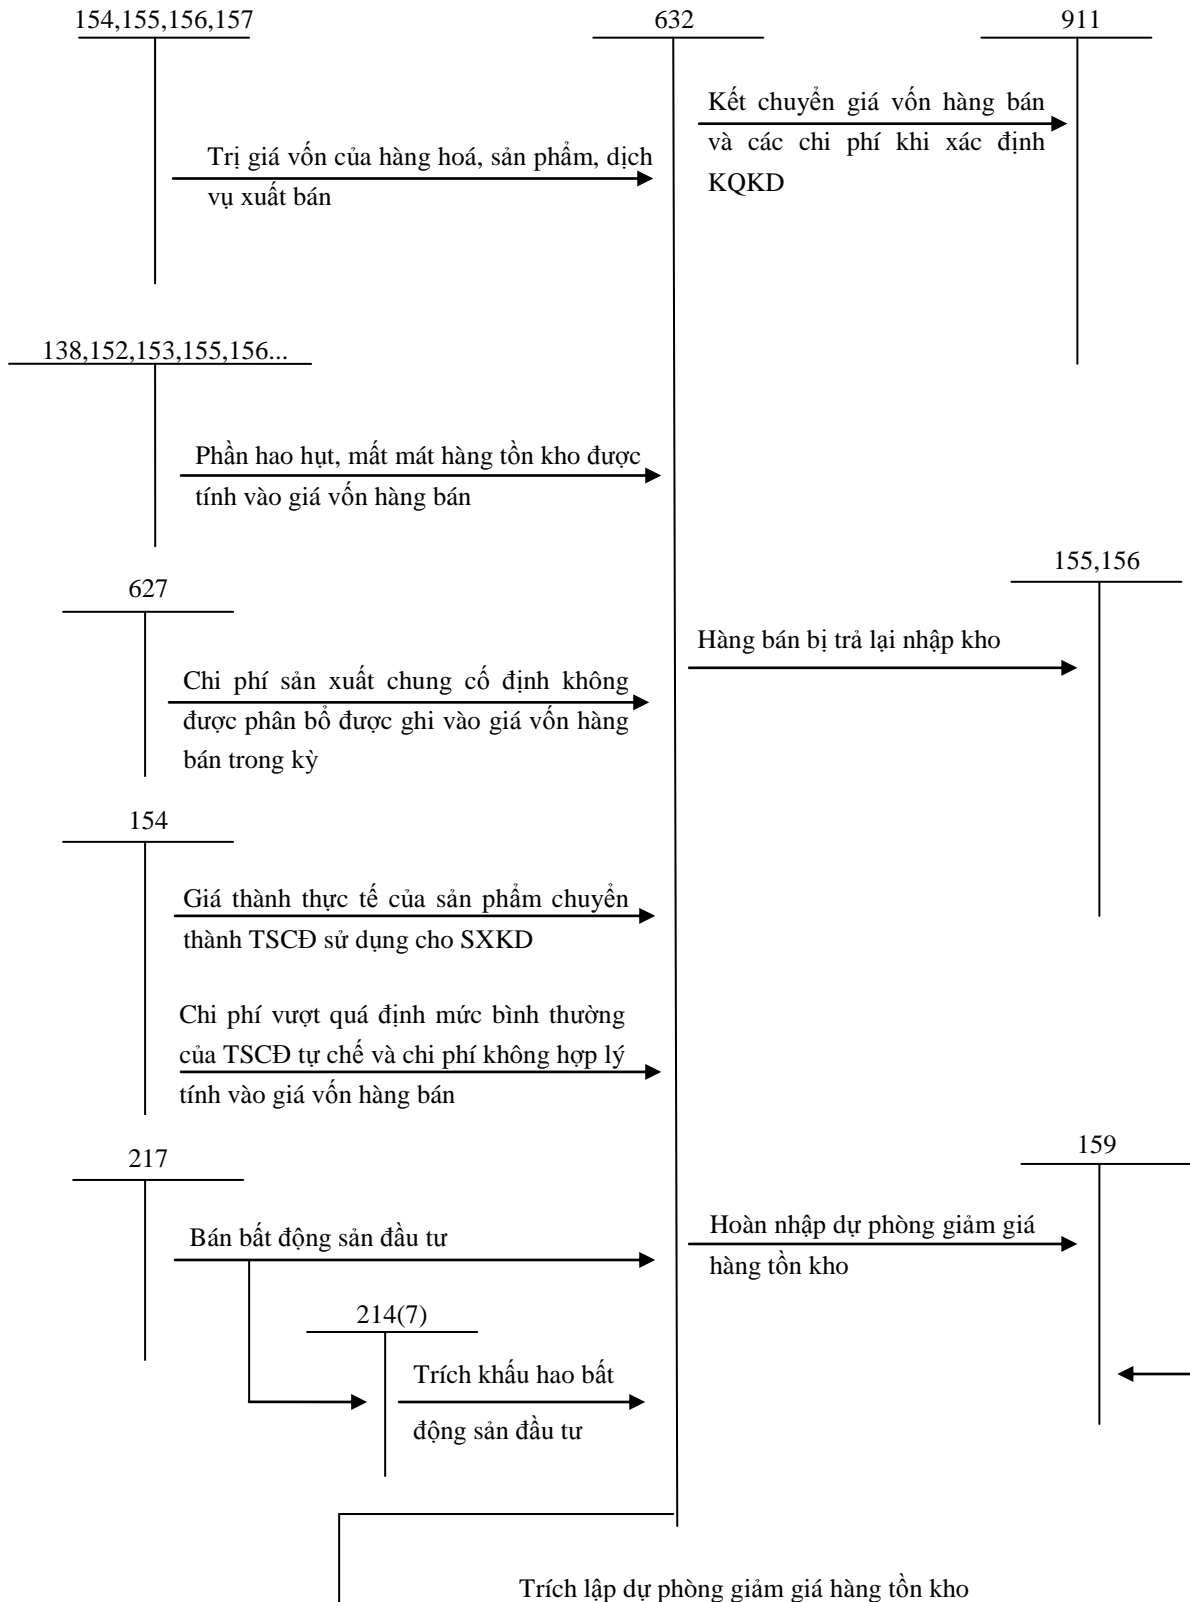 154,155,156,157
632
911
Kết chuyển giá vốn hàng bán
và các chi phí khi xác định
KQKD
Trị giá vốn của hàng hoá, sản phẩm, dịch
vụ xuất bán
138,152,153,155,156...
Phần hao hụt, mất mát hàng tồn kho được
tính vào giá vốn hàng bán
155,156
627
Hàng bán bị trả lại nhập kho
Chi phí sản xuất chung cố định không
được phân bổ được ghi vào giá vốn hàng
bán trong kỳ
154
Giá thành thực tế của sản phẩm chuyển
thành TSCĐ sử dụng cho SXKD
Chi phí vượt quá định mức bình thường
của TSCĐ tự chế và chi phí không hợp lý
tính vào giá vốn hàng bán
217
159
Bán bất động sản đầu tư
Hoàn nhập dự phòng giảm giá
hàng tồn kho
214(7)
Trích khấu hao bất
động sản đầu tư
Trích lập dự phòng giảm giá hàng tồn kho